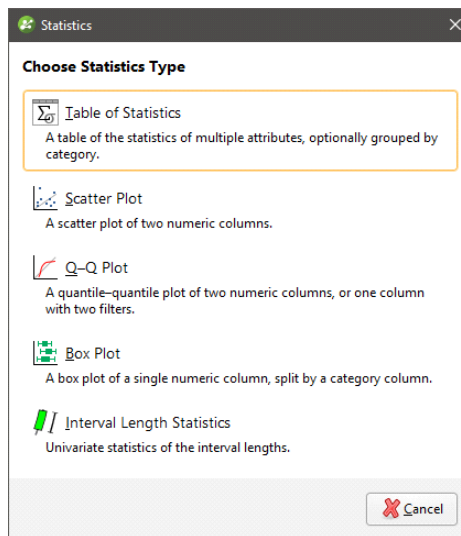 Statistics
Choose Statistics Type
Table of Statistics
A table of the statistics of multiple attributes, optionally grouped by
category.
Scatter Plot
A scatter plot of two numeric columns.
Q–Q Plot
A quantile–quantile plot of two numeric columns, or one column
with two filters.
Box Plot
A box plot of a single numeric column, split by a category column.
Interval Length Statistics
Univariate statistics of the interval lengths.
Cancel